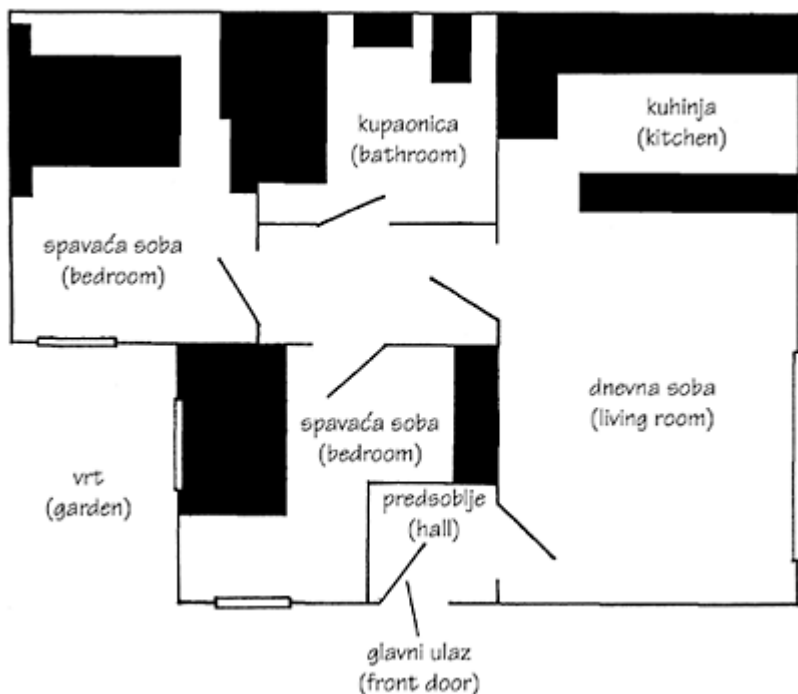 kupaonica
(bathroom)
kuhinja
(kitchen)
spavaća soba
(bedroom)
dnevna soba
(living room)
spavaća soba
(bedroom)
vrt
(garden)
predsoblje
(hall)
glavni ulaz
(front door)